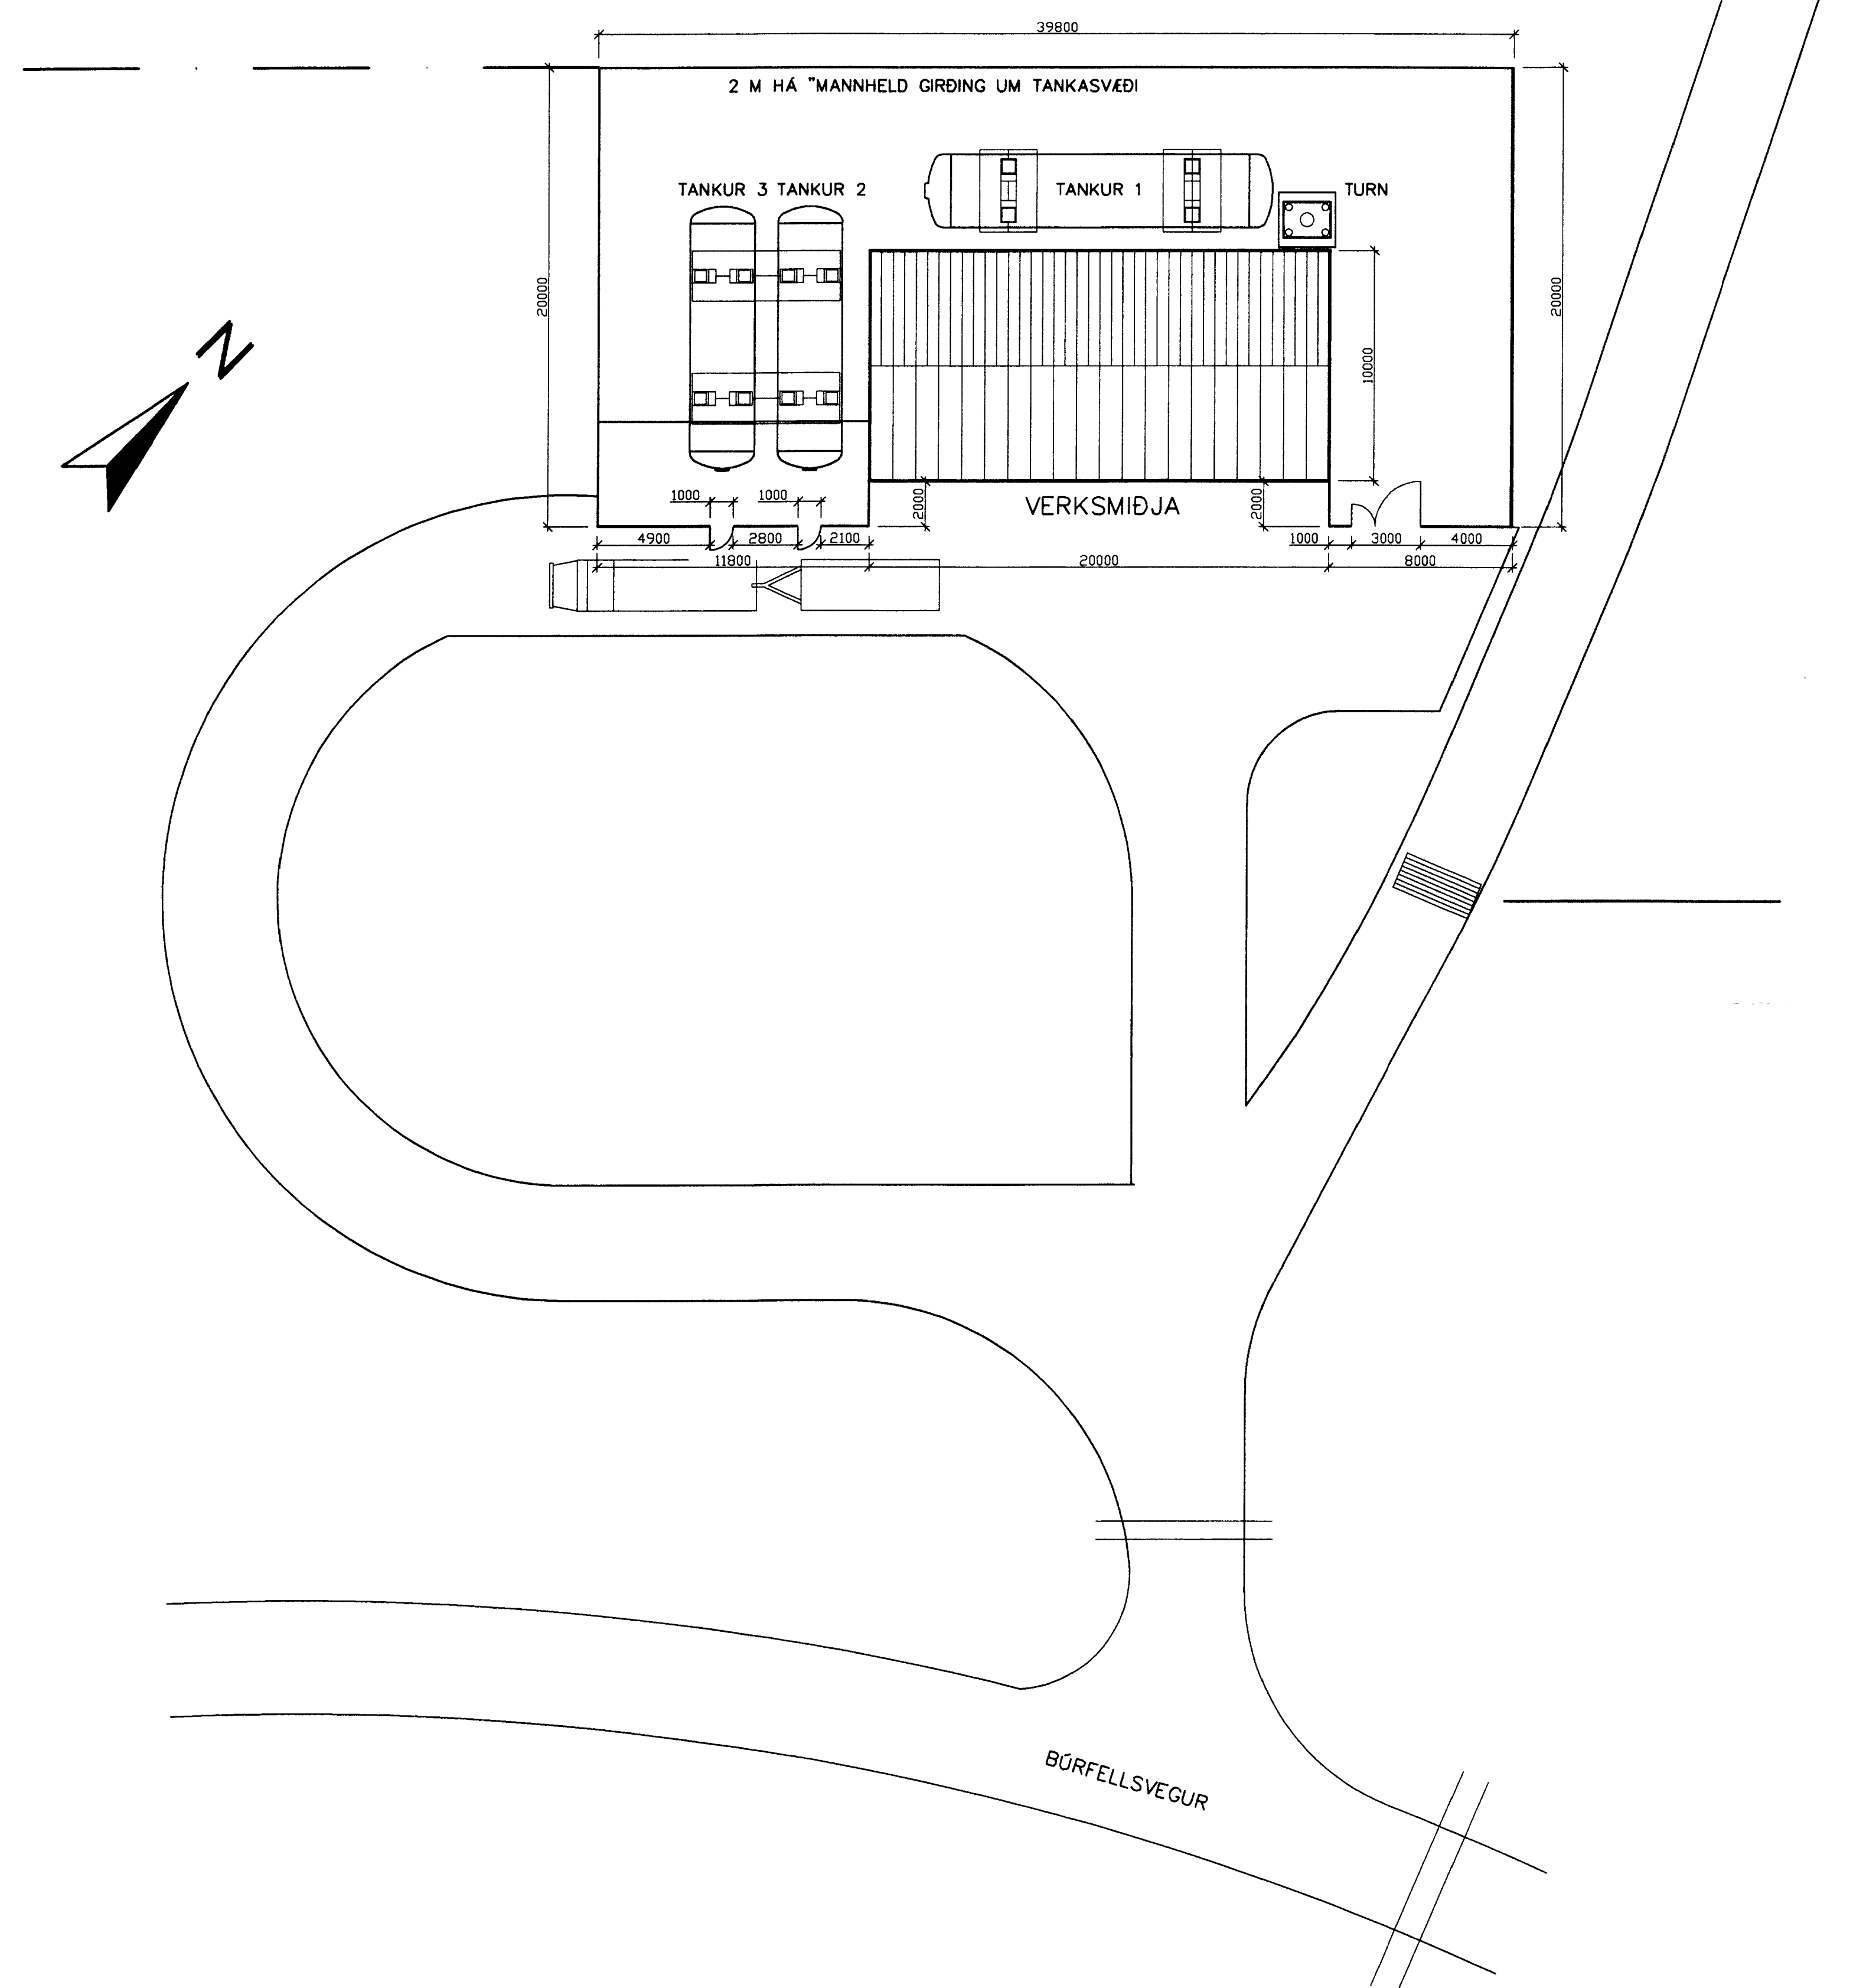 39800
2 M HÁ "MANNHELD GIRÐING UM TANKASVÆÐI
TANKUR 3 TANKUR 2
TANKUR 1
TURN
20000
20000
10000
N
1000
1000
2000
VERKSMIÐJA
2000
4900
2800
2100
1000
3000
4000
11800
20000
8000
BÚRFELLSVEGUR